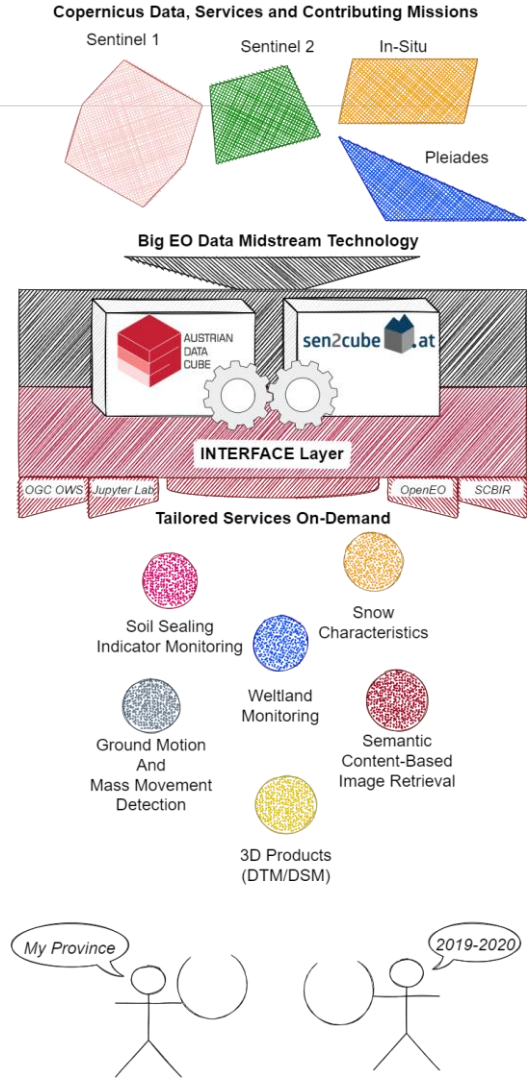 Copernicus Data, Services and Contributing Missions
Sentinel 1
Sentinel 2
In-Situ
Pleiades
Big EO Data Midstream Technology
AUSTRIAN
DATA
CUBE
sen2cube.at
INTERFACE Layer
OGC OWS
Jupyter Lab
OpenEO
SCBIR
Tailored Services On-Demand
Soil Sealing
Indicator Monitoring
Snow
Characteristics
Weltland
Monitoring
Ground Motion
And
Mass Movement
Detection
Semantic
Content-Based
Image Retrieval
3D Products
(DTM/DSM)
My Province
2019-2020